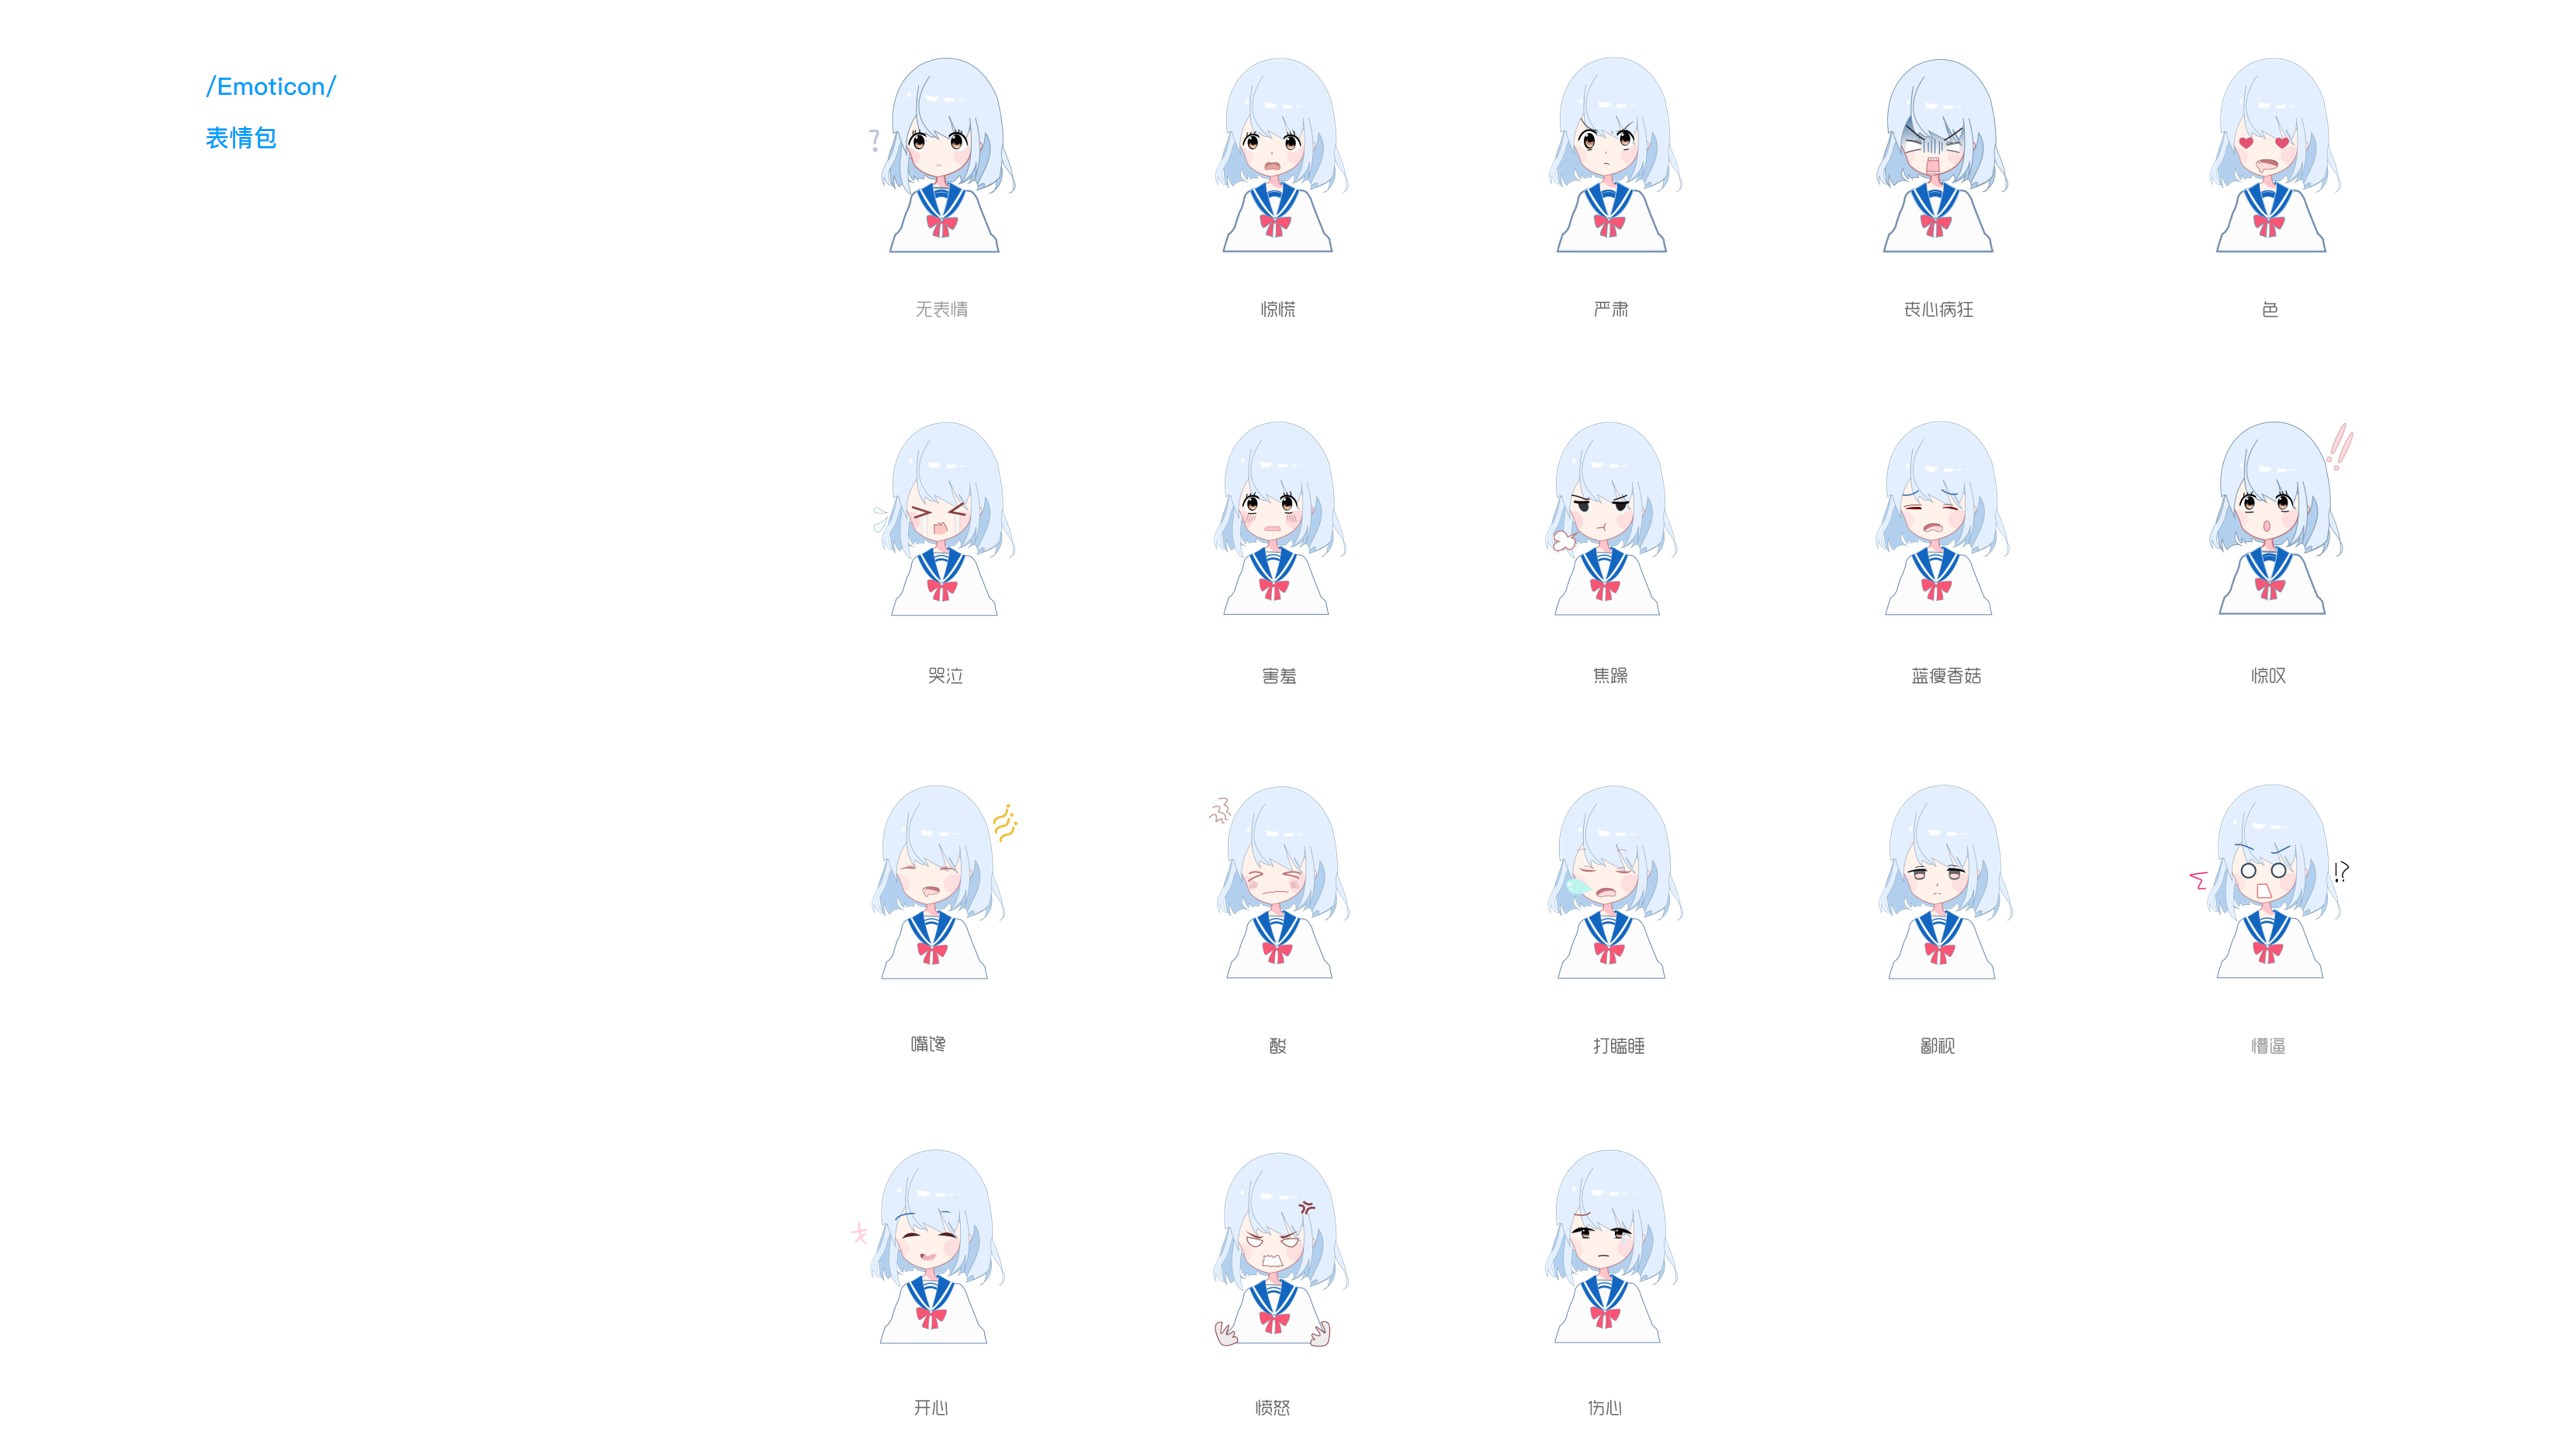 /Emoticon/
表情包
?
无表情
惊慌
严肃
丧心病狂
色
!!
哭泣
害羞
焦躁
蓝瘦香菇
惊叹
!?
嘴馋
酸
打瞌睡
鄙视
懵逼
开心
愤怒
伤心